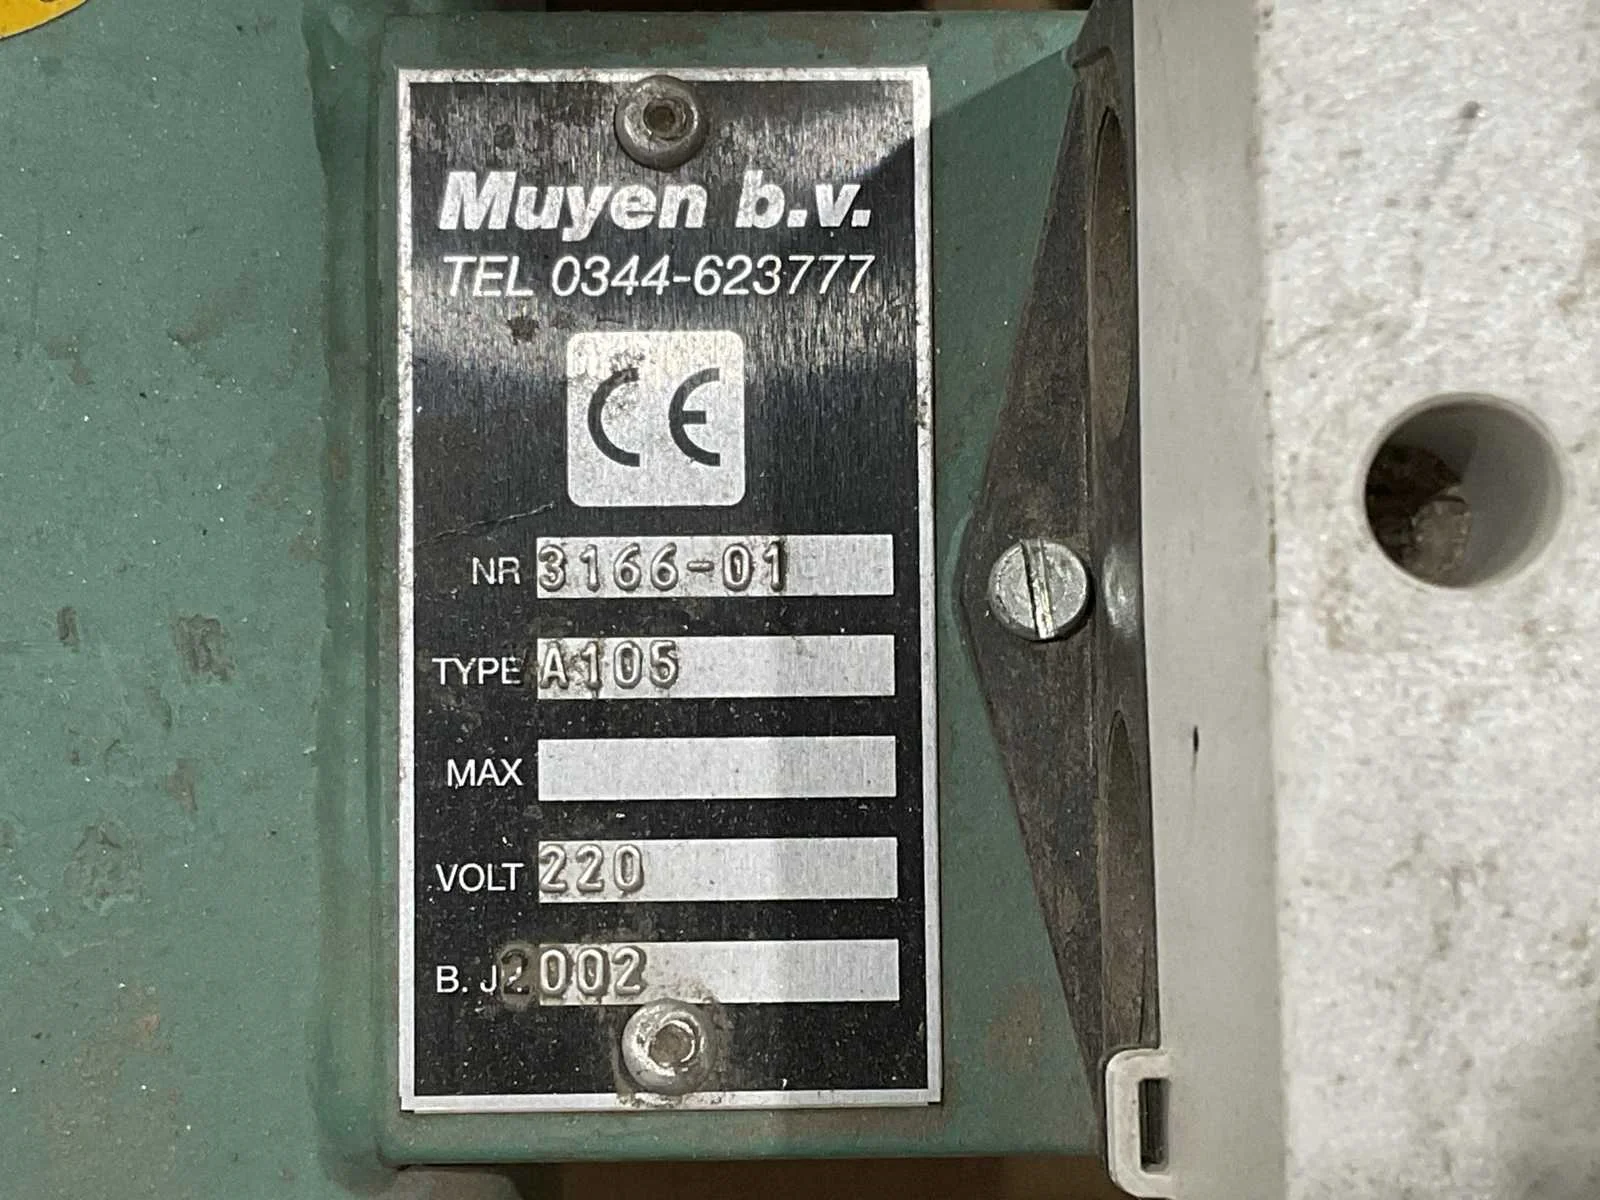 Muyen b.v.
TEL 0344-623777
CE
NR 3166-01
TYPE A105
MAX
VOLT 220
B. J 2002